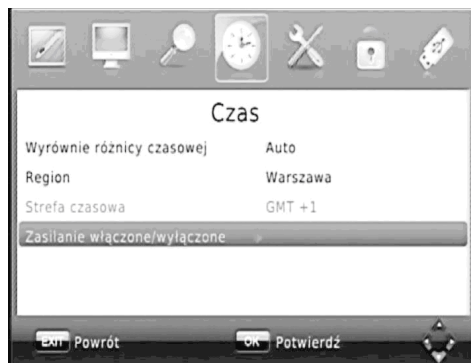 Czas
Wyrównie różnicy czasowej Auto
Region Warszawa
Strefa czasowa GMT +1
Zasilanie włączone/wyłączone
EXIT Powrót OK Potwierdź